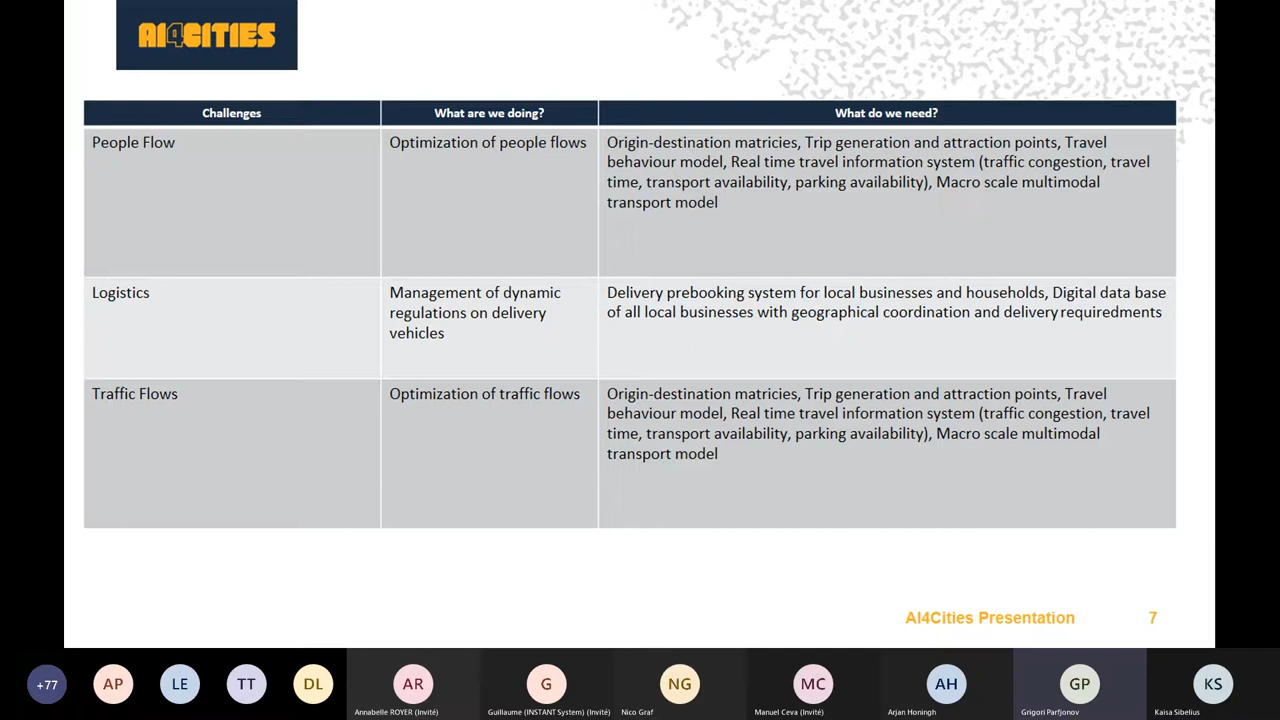 AI4CITIES
Challenges
What are we doing?
What do we need?
People Flow
Optimization of people flows
Origin-destination matricies, Trip generation and attraction points, Travel
behaviour model, Real time travel information system (traffic congestion, travel
time, transport availability, parking availability), Macro scale multimodal
transport model
Logistics
Management of dynamic
regulations on delivery
vehicles
Delivery prebooking system for local businesses and households, Digital data base
of all local businesses with geographical coordination and delivery requiredments
Traffic Flows
Optimization of traffic flows
Origin-destination matricies, Trip generation and attraction points, Travel
behaviour model, Real time travel information system (traffic congestion, travel
time, transport availability, parking availability), Macro scale multimodal
transport model
AI4Cities Presentation
7
+77
AP
LE
TT
DL
AR
G
NG
MC
AH
GP
KS
Annabelle ROYER (Invité)
Guillaume (INSTANT System) (Invité)
Nico Graf
Manuel Ceva (Invité)
Arjan Honingh
Grigori Parfjonov
Kaisa Sibelius